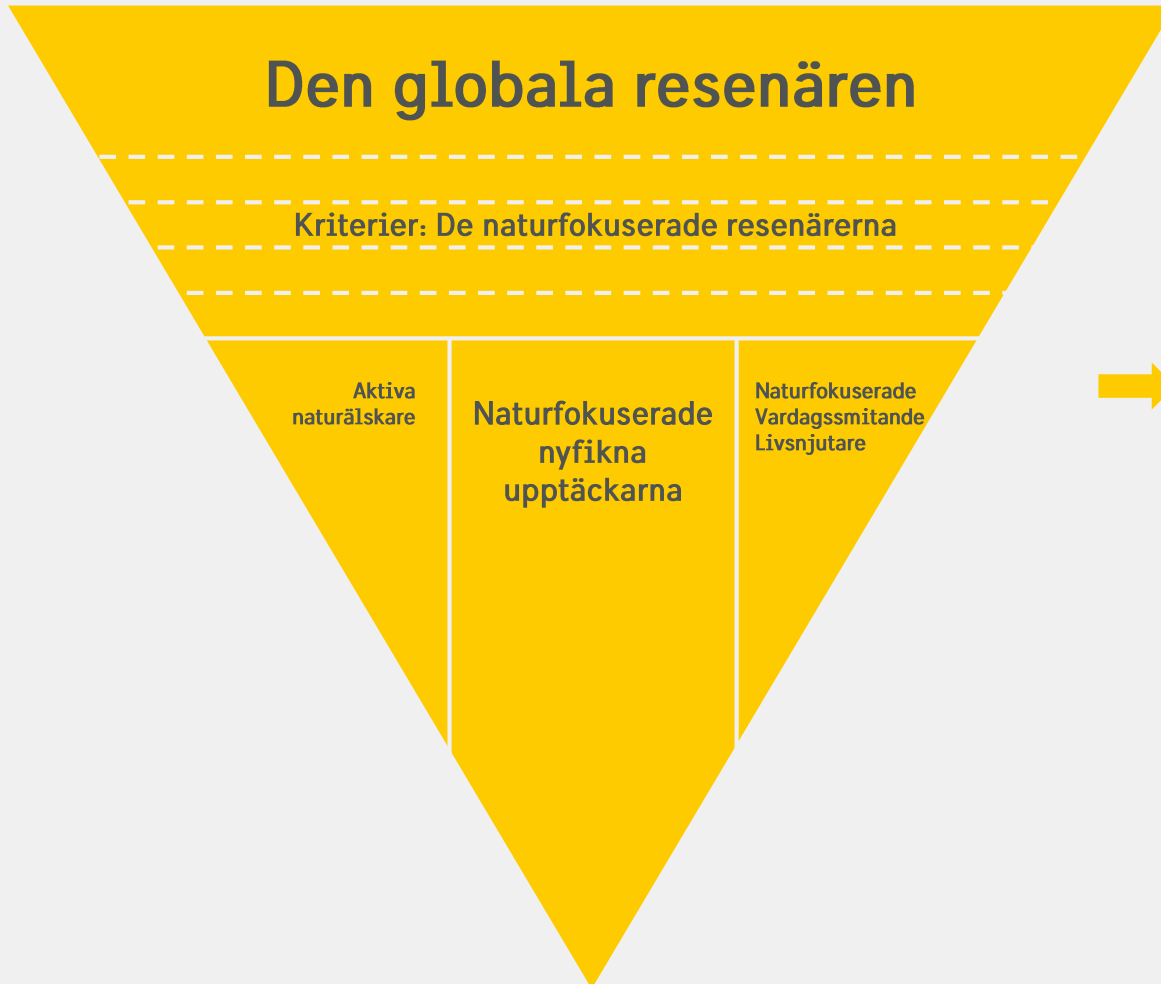 Den globala resenären
Kriterier: De naturfokuserade resenärerna
Aktiva
naturälskare
Naturfokuserade
nyfikna
upptäckarna
Naturfokuserade
Vardagssmitande
Livsnjutare